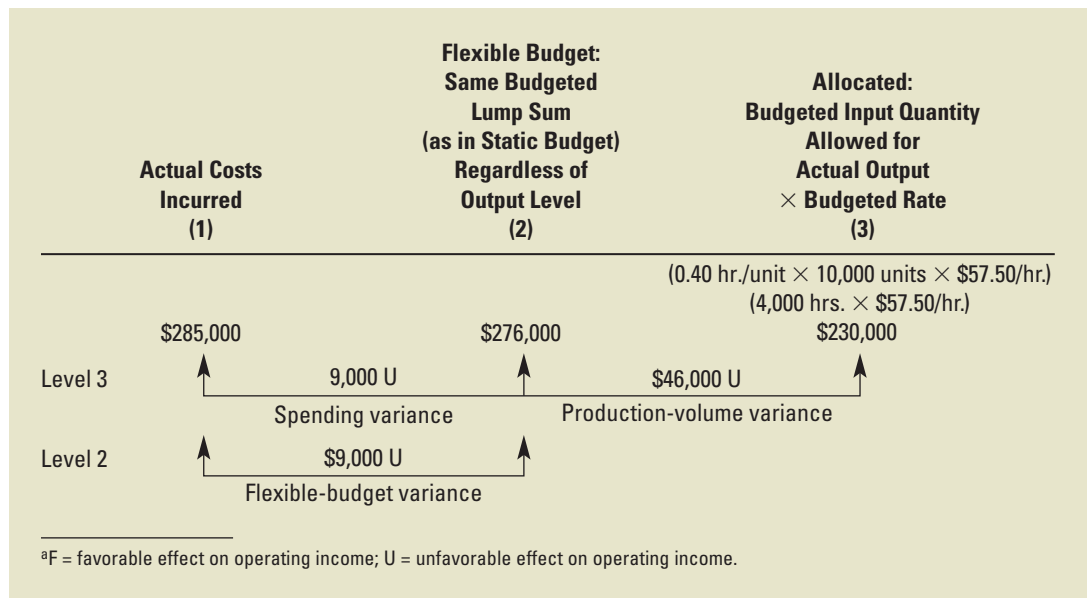 Flexible Budget:
Same Budgeted
Lump Sum
(as in Static Budget)
Regardless of
Output Level
(2)
Allocated:
Budgeted Input Quantity
Allowed for
Actual Output
× Budgeted Rate
(3)
Actual Costs
Incurred
(1)
(0.40 hr./unit × 10,000 units × $57.50/hr.)
(4,000 hrs. × $57.50/hr.)
$285,000 $276,000 $230,000
Level 3 9,000 U $46,000 U
Spending variance Production-volume variance
Level 2 $9,000 U
Flexible-budget variance
ᵃF = favorable effect on operating income; U = unfavorable effect on operating income.